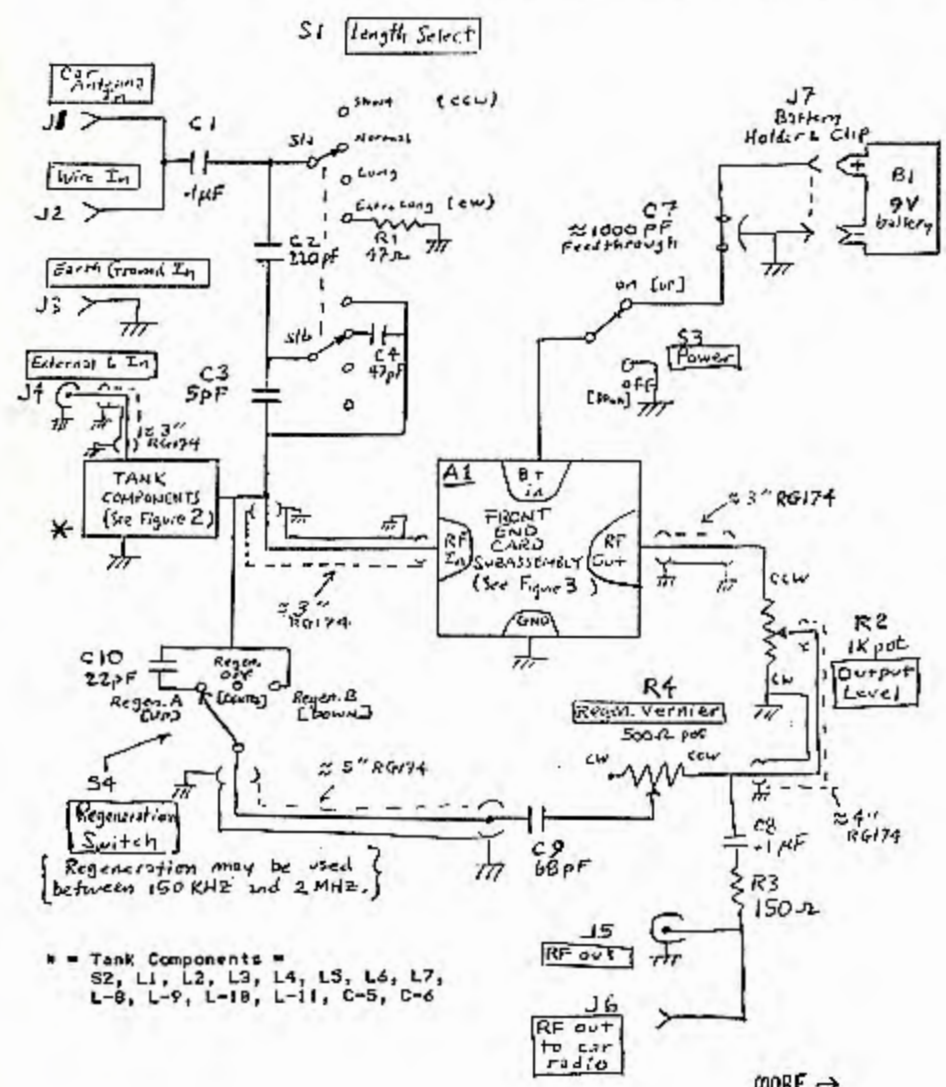 S1 Length Select
Car
Antenna
In
J1
C1
.1µF
Wire In
J2
Short (CCW)
S1a
Normal
Long
Extra Long (CW)
R1
47Ω
C2
220pF
Earth Ground In
J3
S1b
C4
47pF
C3
5pF
External L In
J4
≈3"
RG174
TANK
COMPONENTS
(See Figure 2)
*
≈3"
RG174
J7
Battery
Holder & Clip
B1
9V
battery
+
-
C7
≈1000 PF
Feedthrough
on [UP]
S3
Power
off
[Down]
A1
B+
in
FRONT
END
CARD
SUBASSEMBLY
(See Figure 3)
RF
In
RF
Out
GND
≈3" RG174
CCW
CW
R2
1K pot
Output
Level
C10
22pF
Regen.
OFF
[CENTER]
Regen. A
[UP]
Regen. B
[DOWN]
S4
Regeneration
Switch
{Regeneration may be used
between 150 KHZ and 2 MHZ.}
≈5" RG174
R4
Regen. Vernier
500Ω pot
CW
CCW
C9
68pF
≈4"
RG174
C8
.1µF
R3
150Ω
J5
RF out
J6
RF out
to car
radio
* = Tank Components =
S2, L1, L2, L3, L4, L5, L6, L7,
L-8, L-9, L-10, L-11, C-5, C-6
MORE →